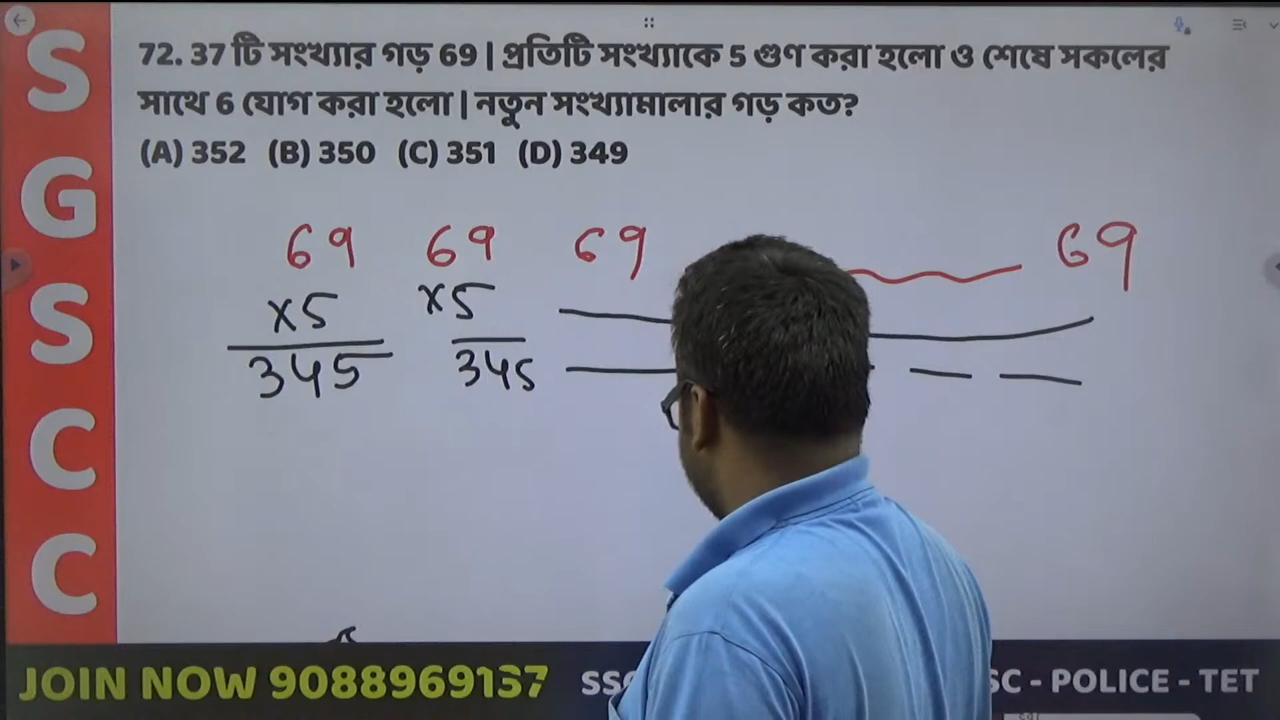 S
G
S
C
C
72. 37 টি সংখ্যার গড় 69 | প্রতিটি সংখ্যাকে 5 গুণ করা হলো ও শেষে সকলের
সাথে 6 যোগ করা হলো | নতুন সংখ্যামালার গড় কত?
(A) 352 (B) 350 (C) 351 (D) 349
69 69 69 69
x5 x5
345 345
JOIN NOW 9088969137 SSC - POLICE - TET